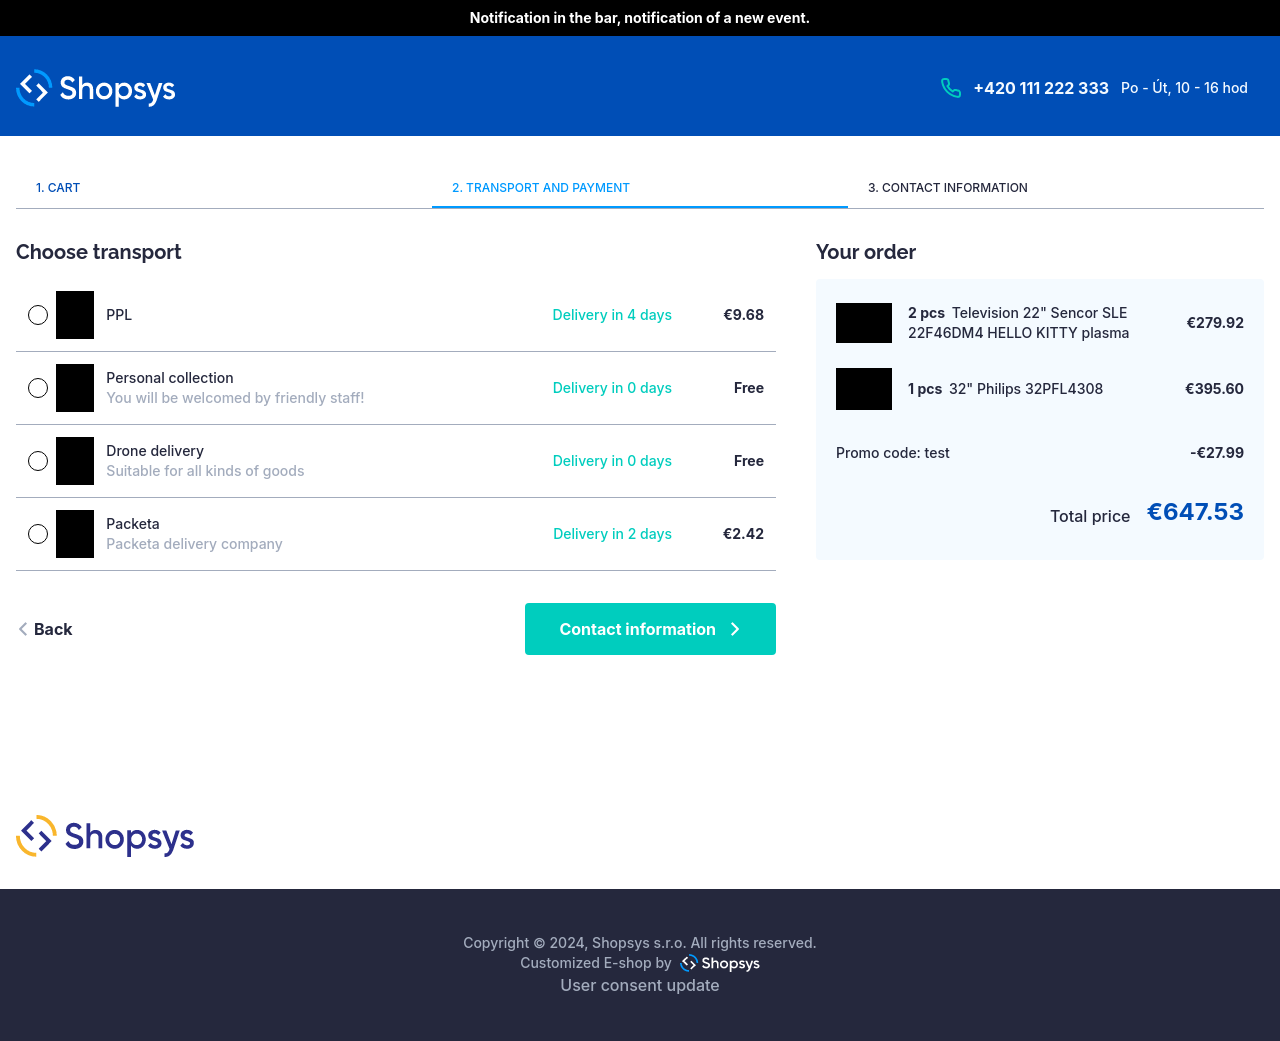 Notification in the bar, notification of a new event.
Shopsys
+420 111 222 333 Po - Út, 10 - 16 hod
1. CART
2. TRANSPORT AND PAYMENT
3. CONTACT INFORMATION
Choose transport
PPL Delivery in 4 days €9.68
Personal collection
You will be welcomed by friendly staff!
Delivery in 0 days Free
Drone delivery
Suitable for all kinds of goods
Delivery in 0 days Free
Packeta
Packeta delivery company
Delivery in 2 days €2.42
Back
Contact information
Your order
2 pcs Television 22" Sencor SLE
22F46DM4 HELLO KITTY plasma
€279.92
1 pcs 32" Philips 32PFL4308 €395.60
Promo code: test -€27.99
Total price €647.53
Shopsys
Copyright © 2024, Shopsys s.r.o. All rights reserved.
Customized E-shop by Shopsys
User consent update